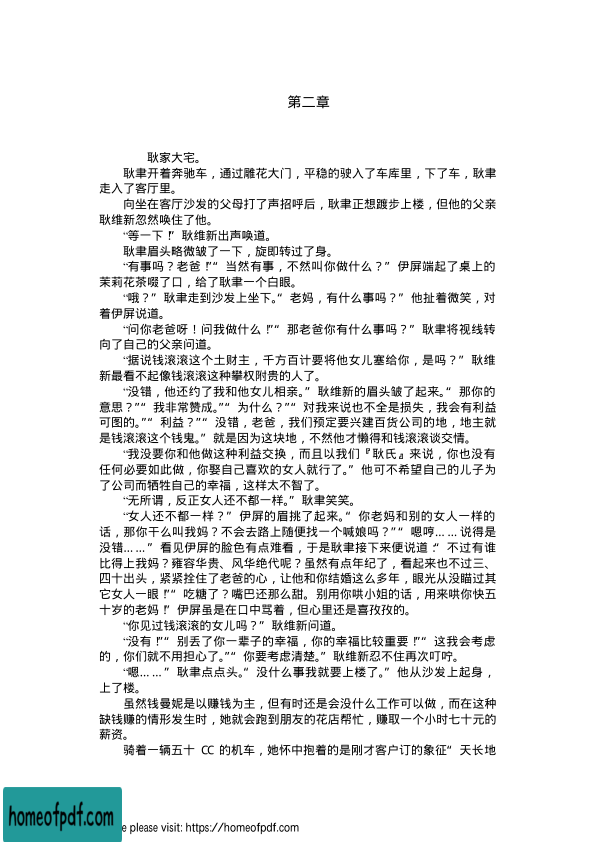 第二章
耿家大宅。
耿聿开着奔驰车，通过雕花大门，平稳的驶入了车库里，下了车，耿聿
走入了客厅里。
向坐在客厅沙发的父母打了声招呼后，耿聿正想踱步上楼，但他的父亲
耿维新忽然唤住了他。
“等一下！”耿维新出声唤道。
耿聿眉头略微皱了一下，旋即转过了身。
“有事吗？老爸！”“当然有事，不然叫你做什么？”伊屏端起了桌上的
茉莉花茶啜了口，给了耿聿一个白眼。
“哦？”耿聿走到沙发上坐下。“老妈，有什么事吗？”他扯着微笑，对
着伊屏说道。
“问你老爸呀！问我做什么！”“那老爸你有什么事吗？”耿聿将视线转
向了自己的父亲问道。
“据说钱滚滚这个土财主，千方百计要将他女儿塞给你，是吗？”耿维
新最看不起像钱滚滚这种攀权附贵的人了。
“没错，他还约了我和他女儿相亲。”耿维新的眉头皱了起来。“那你的
意思？”“我非常赞成。”“为什么？”“对我来说也不全是损失，我会有利益
可图的。”“利益？”“没错，老爸，我们预定要兴建百货公司的地，地主就
是钱滚滚这个钱鬼。”就是因为这块地，不然他才懒得和钱滚滚谈交情。
“我没要你和他做这种利益交换，而且以我们『耿氏』来说，你也没有
任何必要如此做，你娶自己喜欢的女人就行了。”他可不希望自己的儿子为
了公司而牺牲自己的幸福，这样太不智了。
“无所谓，反正女人还不都一样。”耿聿笑笑。
“女人还不都一样？”伊屏的眉挑了起来。“你老妈和别的女人一样的
话，那你干么叫我妈？不会去路上随便找一个喊娘吗？”“嗯哼……说得是
没错……”看见伊屏的脸色有点难看，于是耿聿接下来便说道：“不过有谁
比得上我妈？雍容华贵、风华绝代呢？虽然有点年纪了，看起来也不过三、
四十出头，紧紧拴住了老爸的心，让他和你结婚这么多年，眼光从没瞄过其
它女人一眼！”“吃糖了？嘴巴还那么甜。别用你哄小姐的话，用来哄你快五
十岁的老妈！”伊屏虽是在口中骂着，但心里还是喜孜孜的。
“你见过钱滚滚的女儿吗？”耿维新问道。
“没有！”“别丢了你一辈子的幸福，你的幸福比较重要！”“这我会考虑
的，你们就不用担心了。”“你要考虑清楚。”耿维新忍不住再次叮咛。
“嗯……”耿聿点点头。“没什么事我就要上楼了。”他从沙发上起身，
上了楼。
虽然钱曼妮是以赚钱为主，但有时还是会没什么工作可以做，而在这种
缺钱赚的情形发生时，她就会跑到朋友的花店帮忙，赚取一个小时七十元的
薪资。
骑着一辆五十 CC 的机车，她怀中抱着的是刚才客户订的象征“天长地
homeofpdf.com
e please visit: https://homeofpdf.com